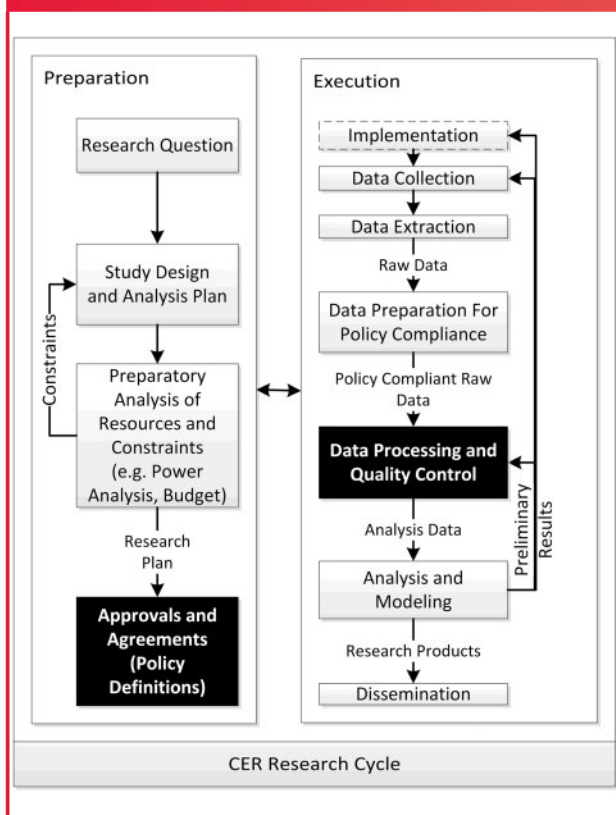 Preparation
Research Question
Study Design
and Analysis Plan
Constraints
Preparatory
Analysis of
Resources and
Constraints
(e.g. Power
Analysis, Budget)
Research
Plan
Approvals and
Agreements
(Policy
Definitions)
Execution
Implementation
Data Collection
Data Extraction
Raw Data
Data Preparation For
Policy Compliance
Policy Compliant Raw
Data
Data Processing and
Quality Control
Analysis Data
Analysis and
Modeling
Preliminary
Results
Research Products
Dissemination
CER Research Cycle